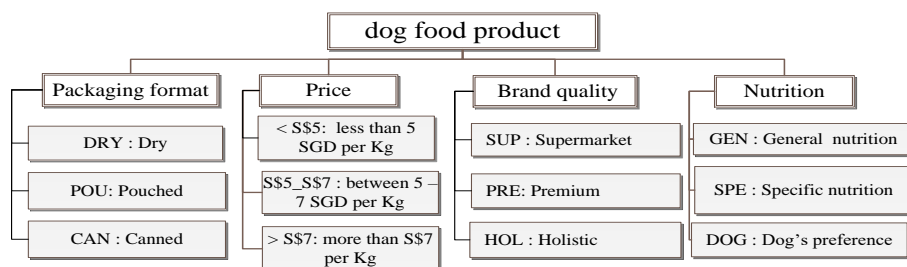 dog food product
Packaging format
DRY : Dry
POU: Pouched
CAN : Canned
Price
< S$5:  less than 5
SGD per Kg
S$5_S$7 : between 5 –
7 SGD per Kg
> S$7: more than S$7
per Kg
Brand quality
SUP : Supermarket
PRE: Premium
HOL : Holistic
Nutrition
GEN : General  nutrition
SPE : Specific nutrition
DOG : Dog's preference